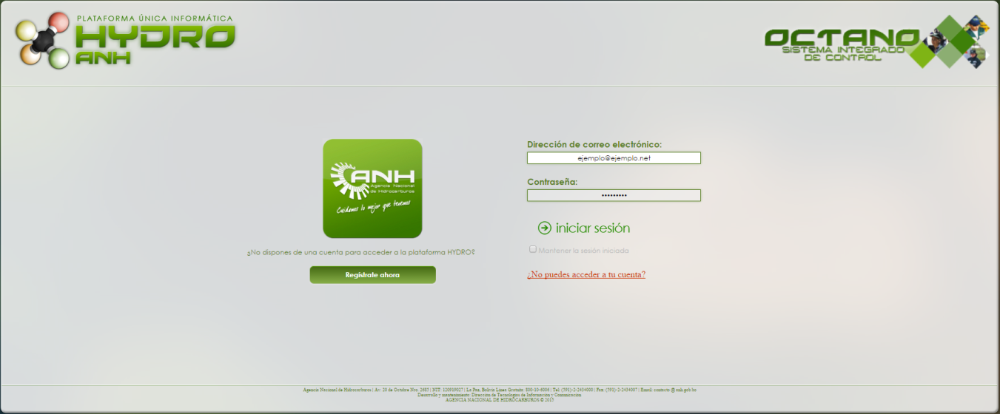 PLATAFORMA ÚNICA INFORMÁTICA
HYDRO
ANH
OCTANO
SISTEMA INTEGRADO
DE CONTROL
ANH
Agencia Nacional
de Hidrocarburos
Cuidamos lo mejor que tenemos
¿No dispones de una cuenta para acceder a la plataforma HYDRO?
Regístrate ahora
Dirección de correo electrónico:
ejemplo@ejemplo.net
Contraseña:
•••••••••
iniciar sesión
Mantener la sesión iniciada
¿No puedes acceder a tu cuenta?
Agencia Nacional de Hidrocarburos | Av. 20 de Octubre Nro. 2685 | NIT: 120919027 | La Paz, Bolivia Lineas Gratuita: 800-10-6006 | Tel: (591)-2-2434000 | Fax: (591)-2-2434007 | Email: contacto @ anh.gob.bo
Desarrollo y mantenimiento: Dirección de Tecnologías de Información y Comunicación
AGENCIA NACIONAL DE HIDROCARBUROS © 2015